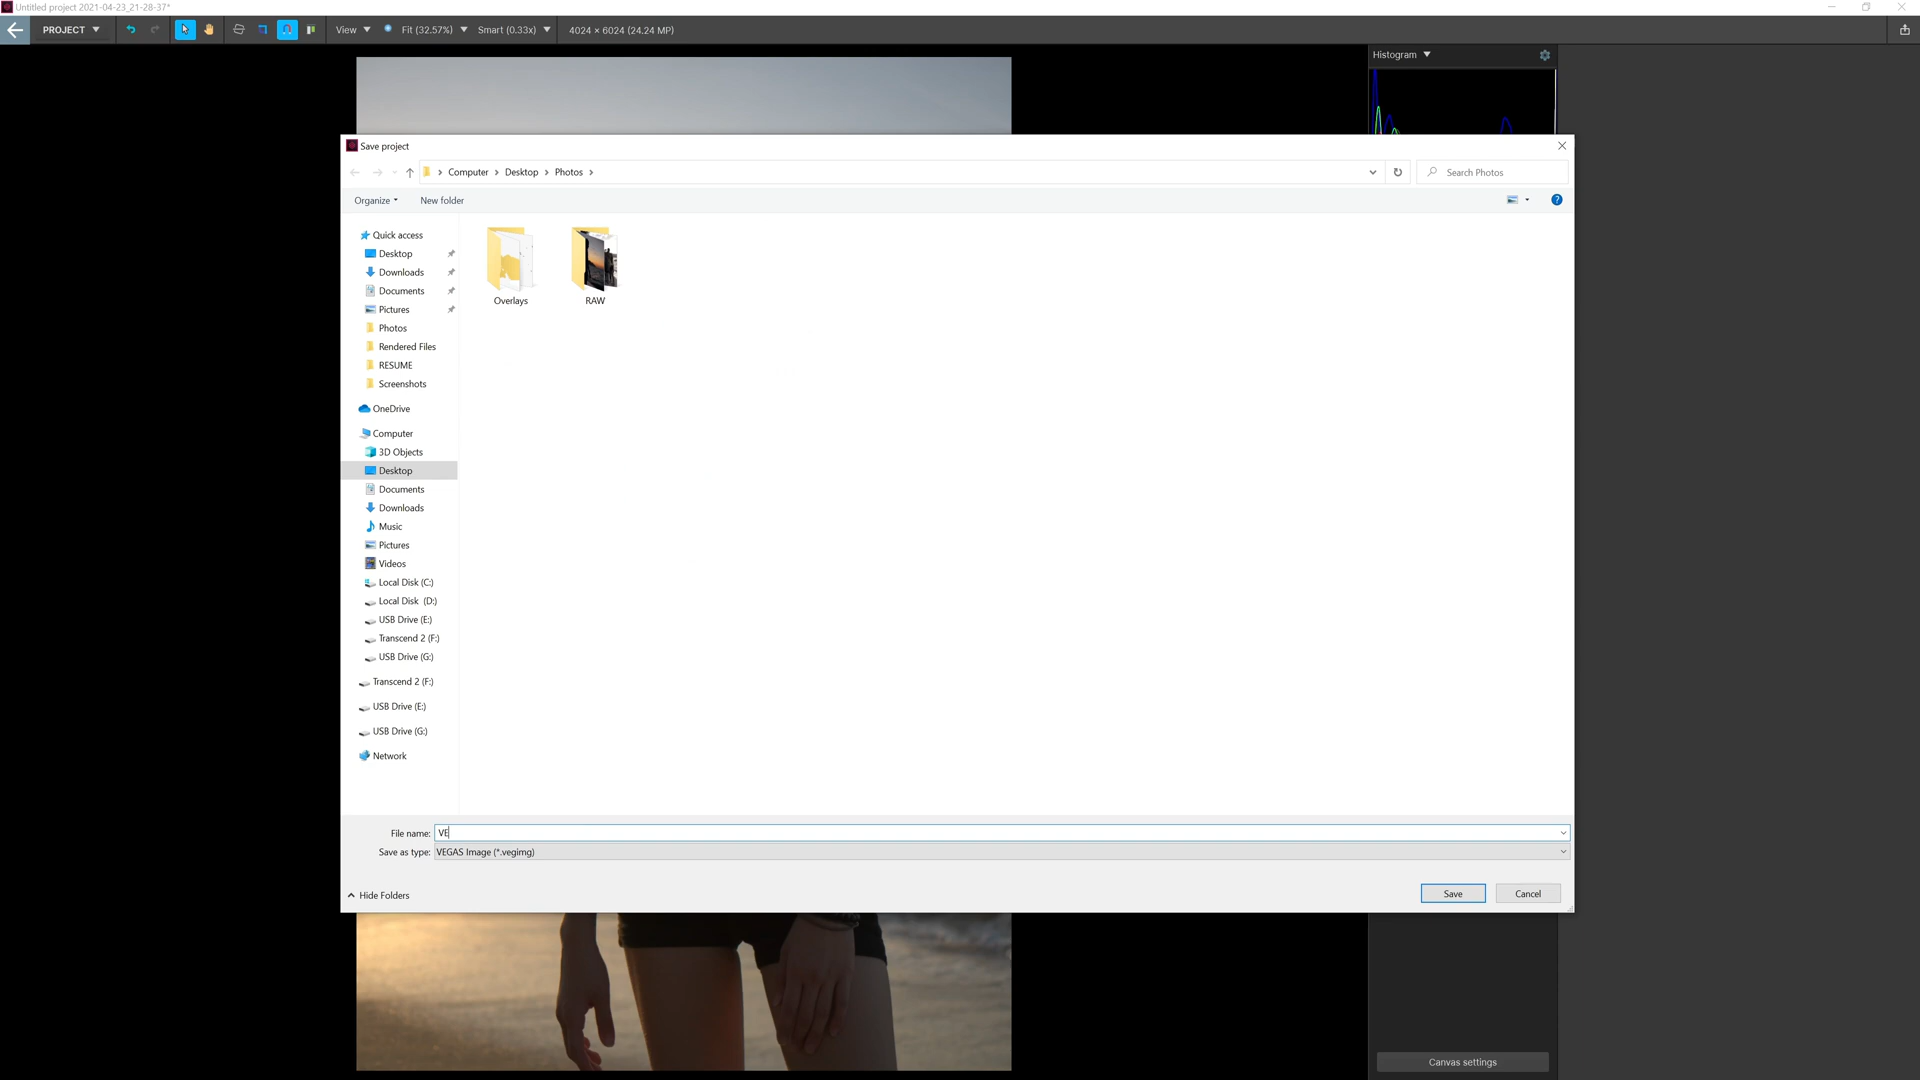 Untitled project 2021-04-23_21-28-37*
PROJECT
View
Fit (32.57%)
Smart (0.33x)
4024 × 6024 (24.24 MP)
Histogram
Save project
Computer > Desktop > Photos >
Search Photos
Organize
New folder
Quick access
Desktop
Downloads
Documents
Pictures
Photos
Rendered Files
RESUME
Screenshots
OneDrive
Computer
3D Objects
Desktop
Documents
Downloads
Music
Pictures
Videos
Local Disk (C:)
Local Disk (D:)
USB Drive (E:)
Transcend 2 (F:)
USB Drive (G:)
Transcend 2 (F:)
USB Drive (E:)
USB Drive (G:)
Network
Overlays
RAW
File name: VE
Save as type: VEGAS Image (*.vegimg)
Hide Folders
Save
Cancel
Canvas settings